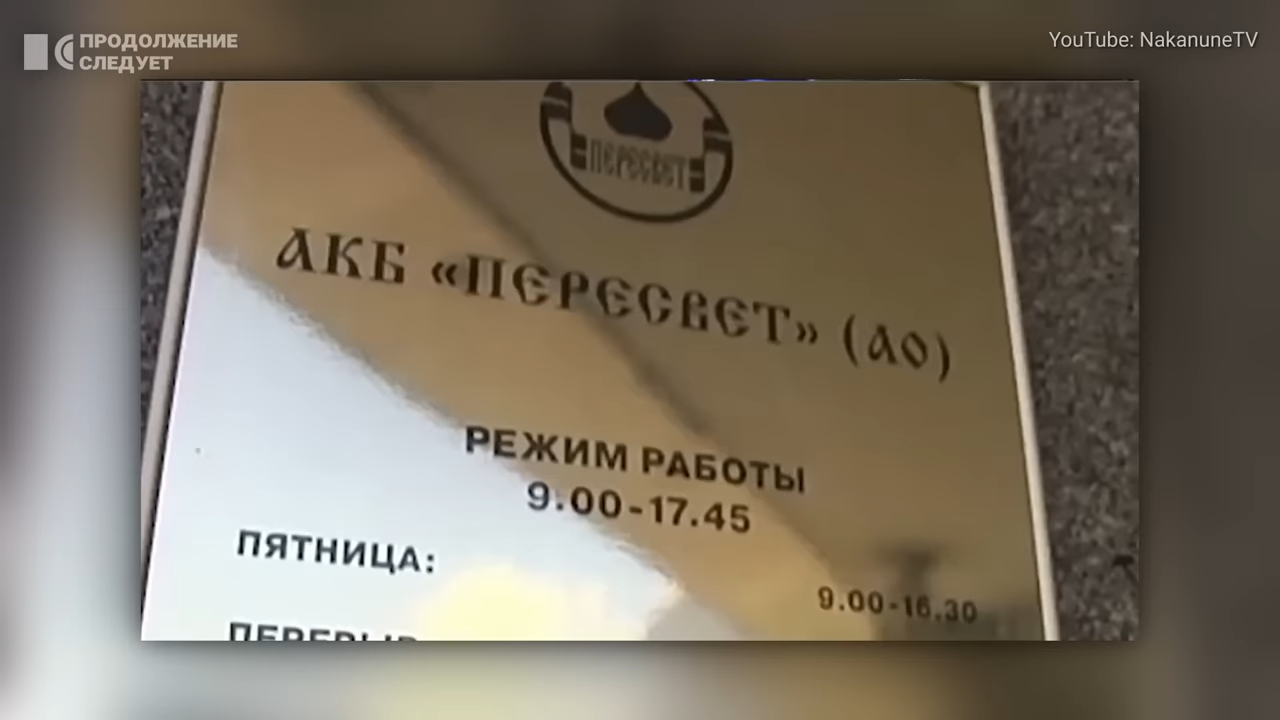 ПРОДОЛЖЕНИЕ
СЛЕДУЕТ
YouTube: NakanuneTV
ПЕРЕСВЕТ
АКБ «ПЕРЕСВЕТ» (АО)
РЕЖИМ РАБОТЫ
9.00-17.45
ПЯТНИЦА:
9.00-16.30